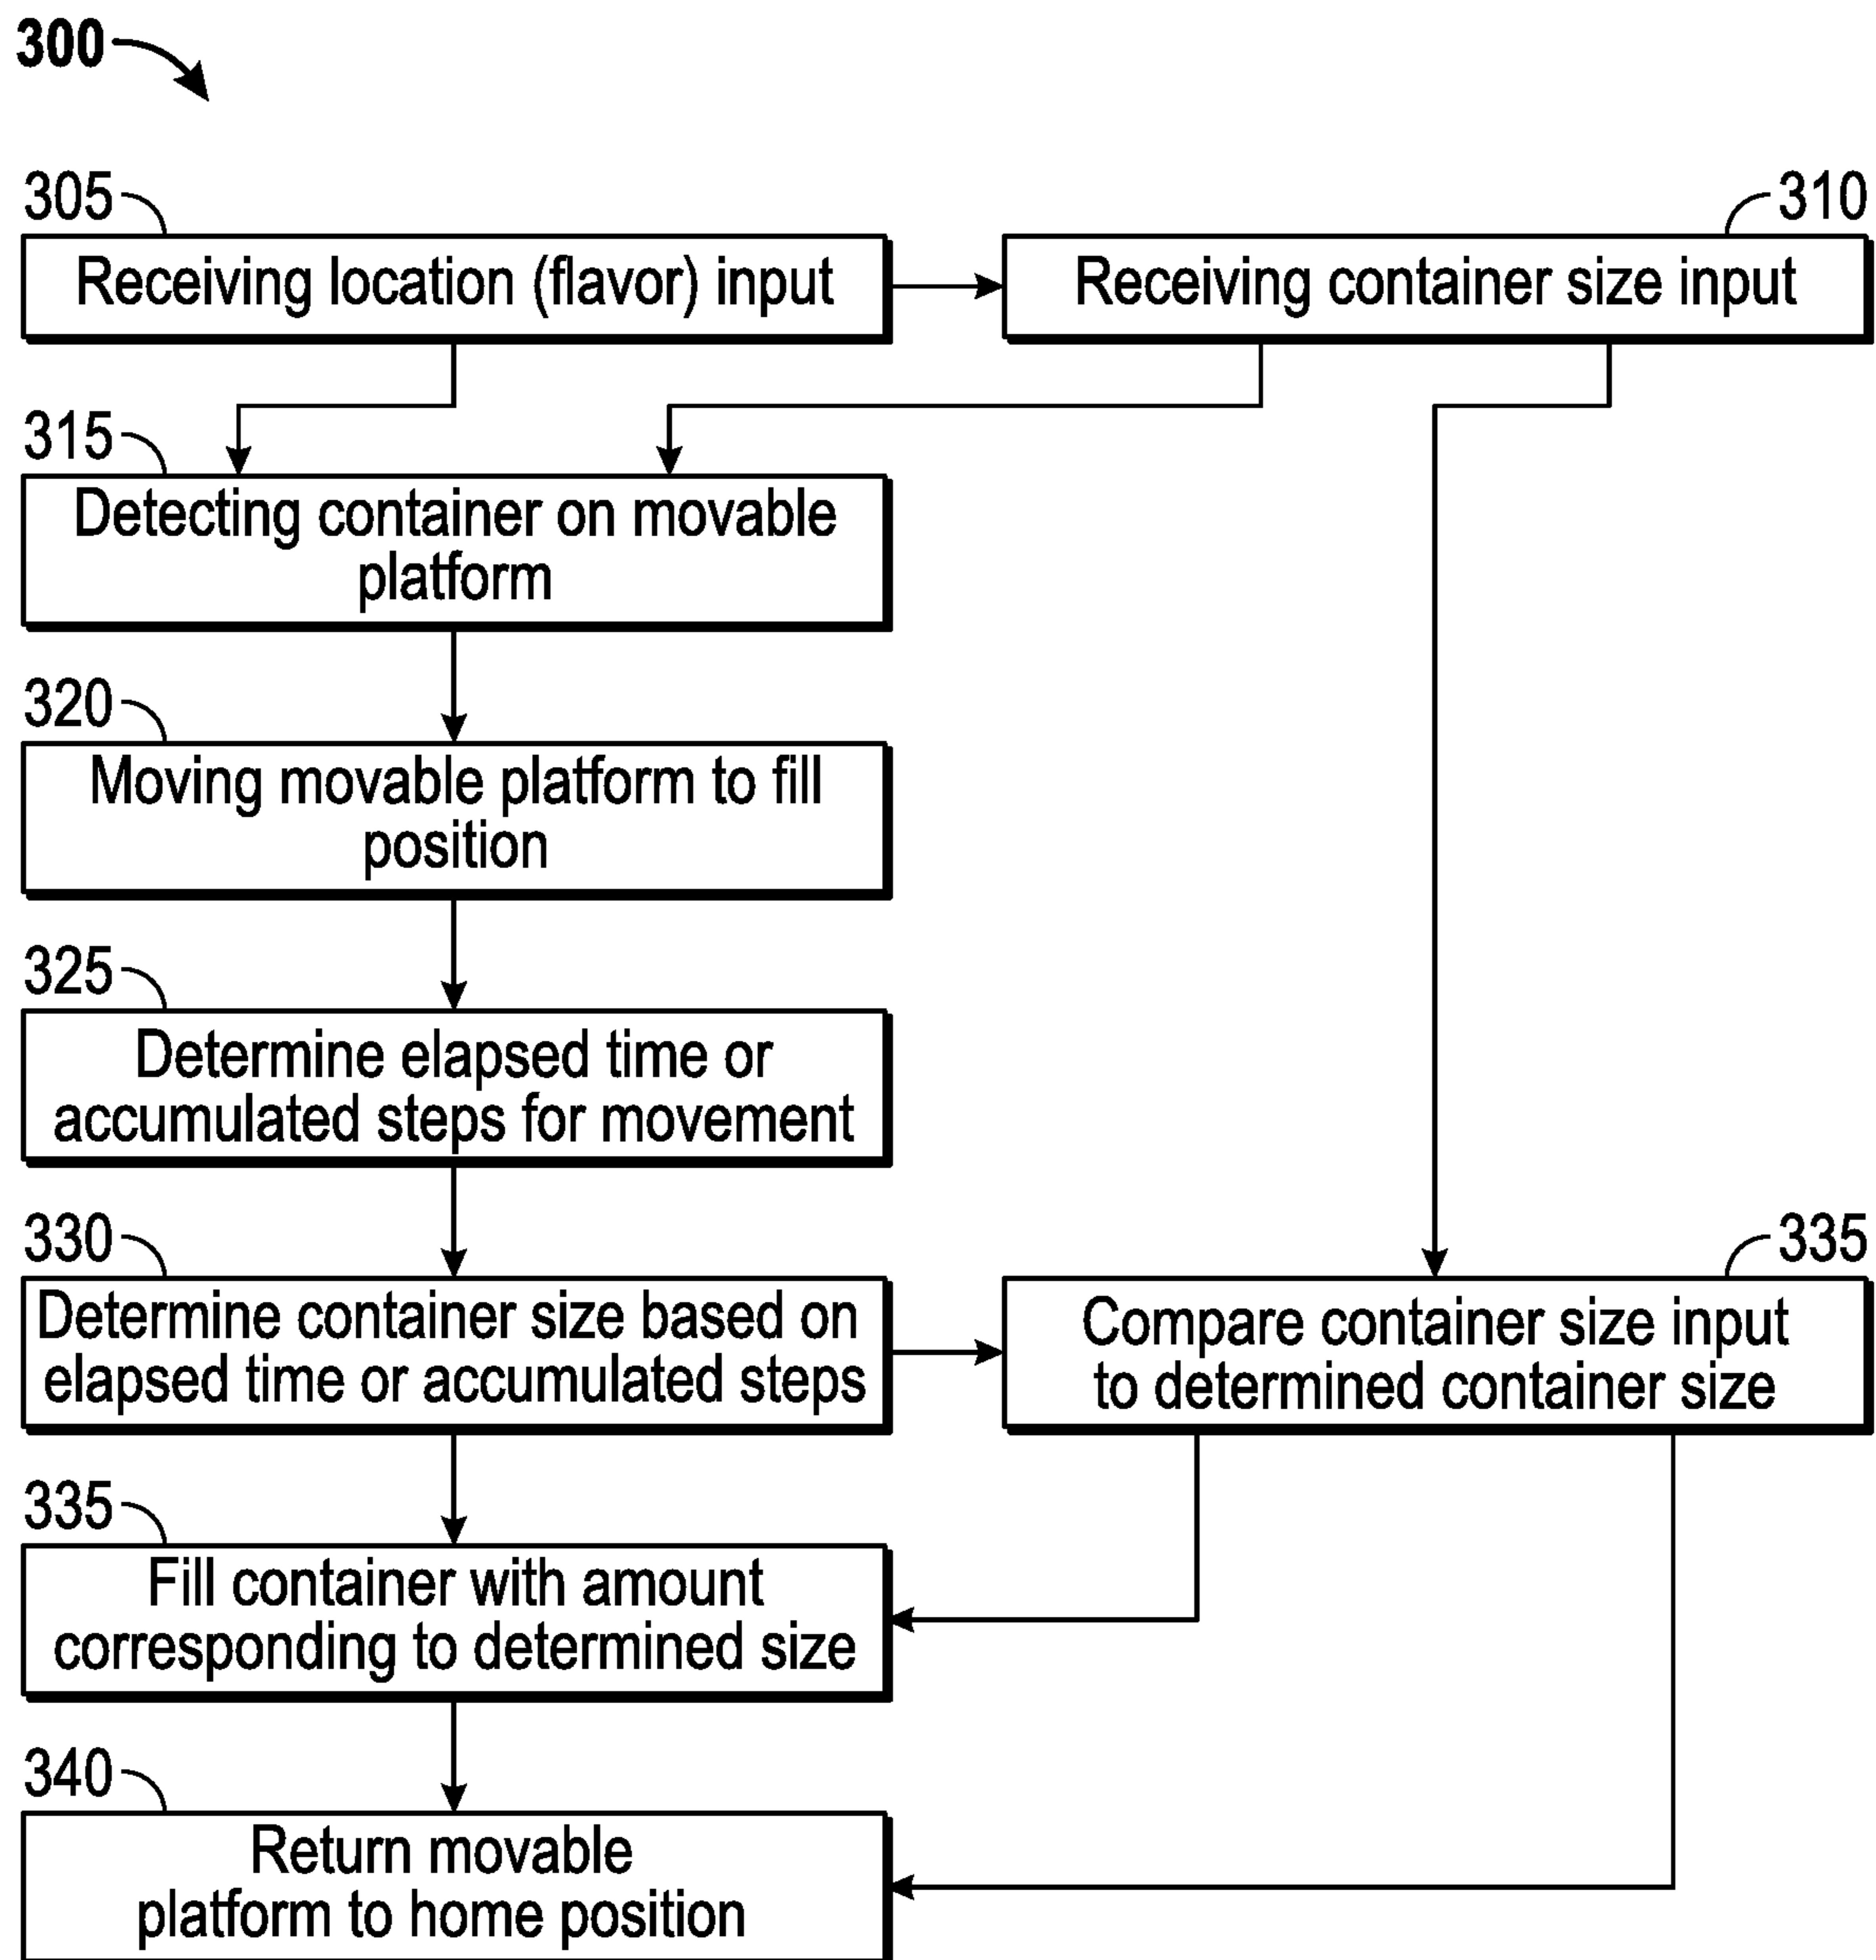 300
305
Receiving location (flavor) input
310
Receiving container size input
315
Detecting container on movable
platform
320
Moving movable platform to fill
position
325
Determine elapsed time or
accumulated steps for movement
330
Determine container size based on
elapsed time or accumulated steps
335
Compare container size input
to determined container size
335
Fill container with amount
corresponding to determined size
340
Return movable
platform to home position